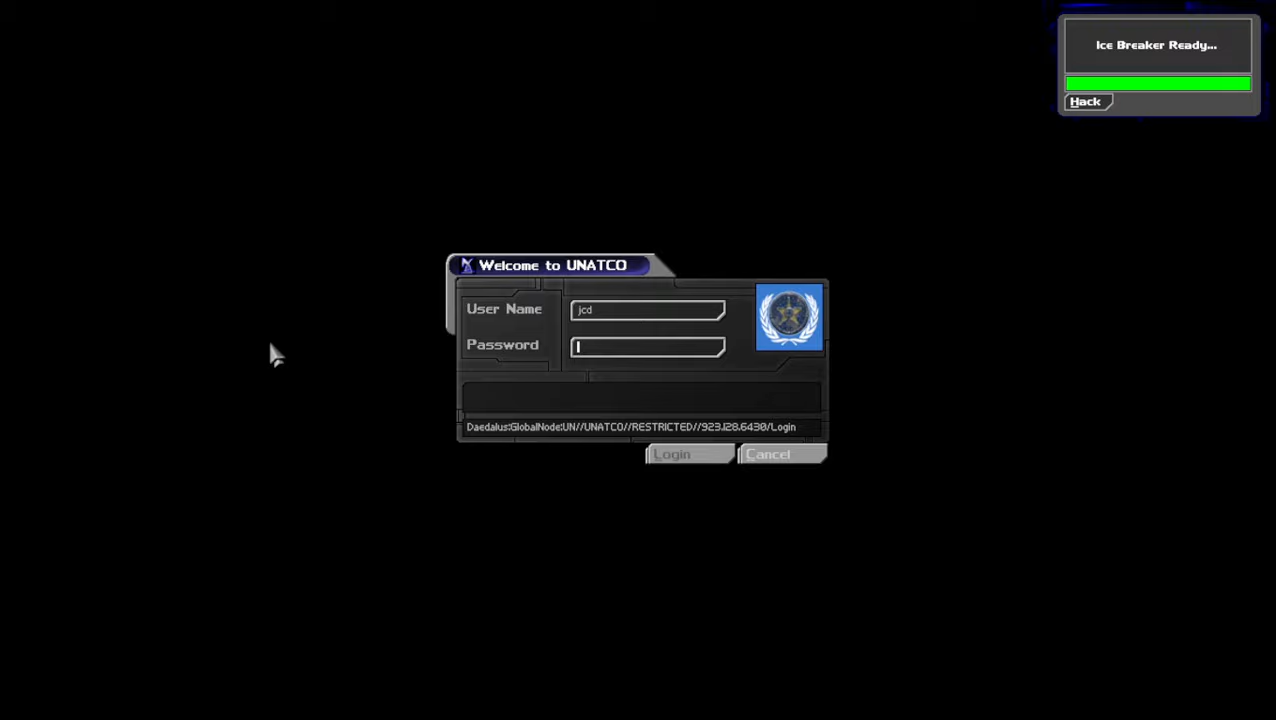 Ice Breaker Ready...
Hack
Welcome to UNATCO
User Name
jcd
Password
Daedalus:GlobalNode:UN//UNATCO//RESTRICTED//923.128.6430/Login
Login
Cancel